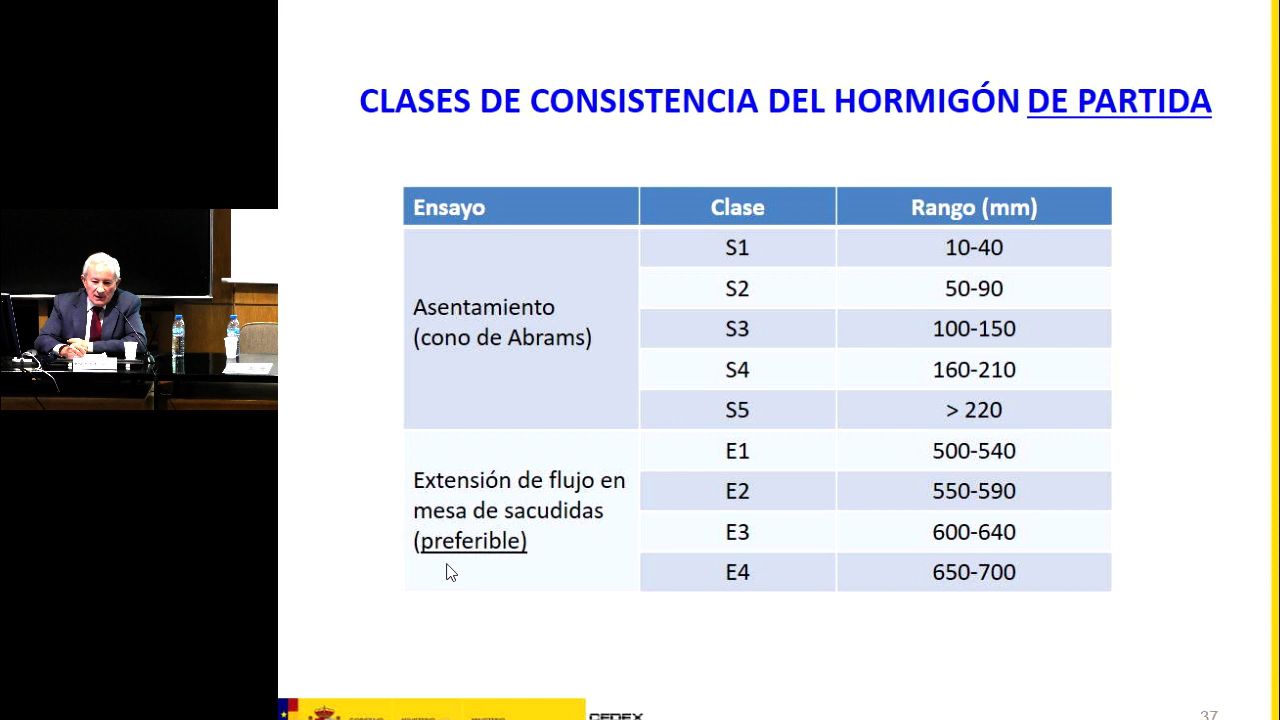 CLASES DE CONSISTENCIA DEL HORMIGÓN DE PARTIDA
Ensayo Clase Rango (mm)
Asentamiento
(cono de Abrams)
S1 10-40
S2 50-90
S3 100-150
S4 160-210
S5 > 220
Extensión de flujo en
mesa de sacudidas
(preferible)
E1 500-540
E2 550-590
E3 600-640
E4 650-700
CEDEX
37